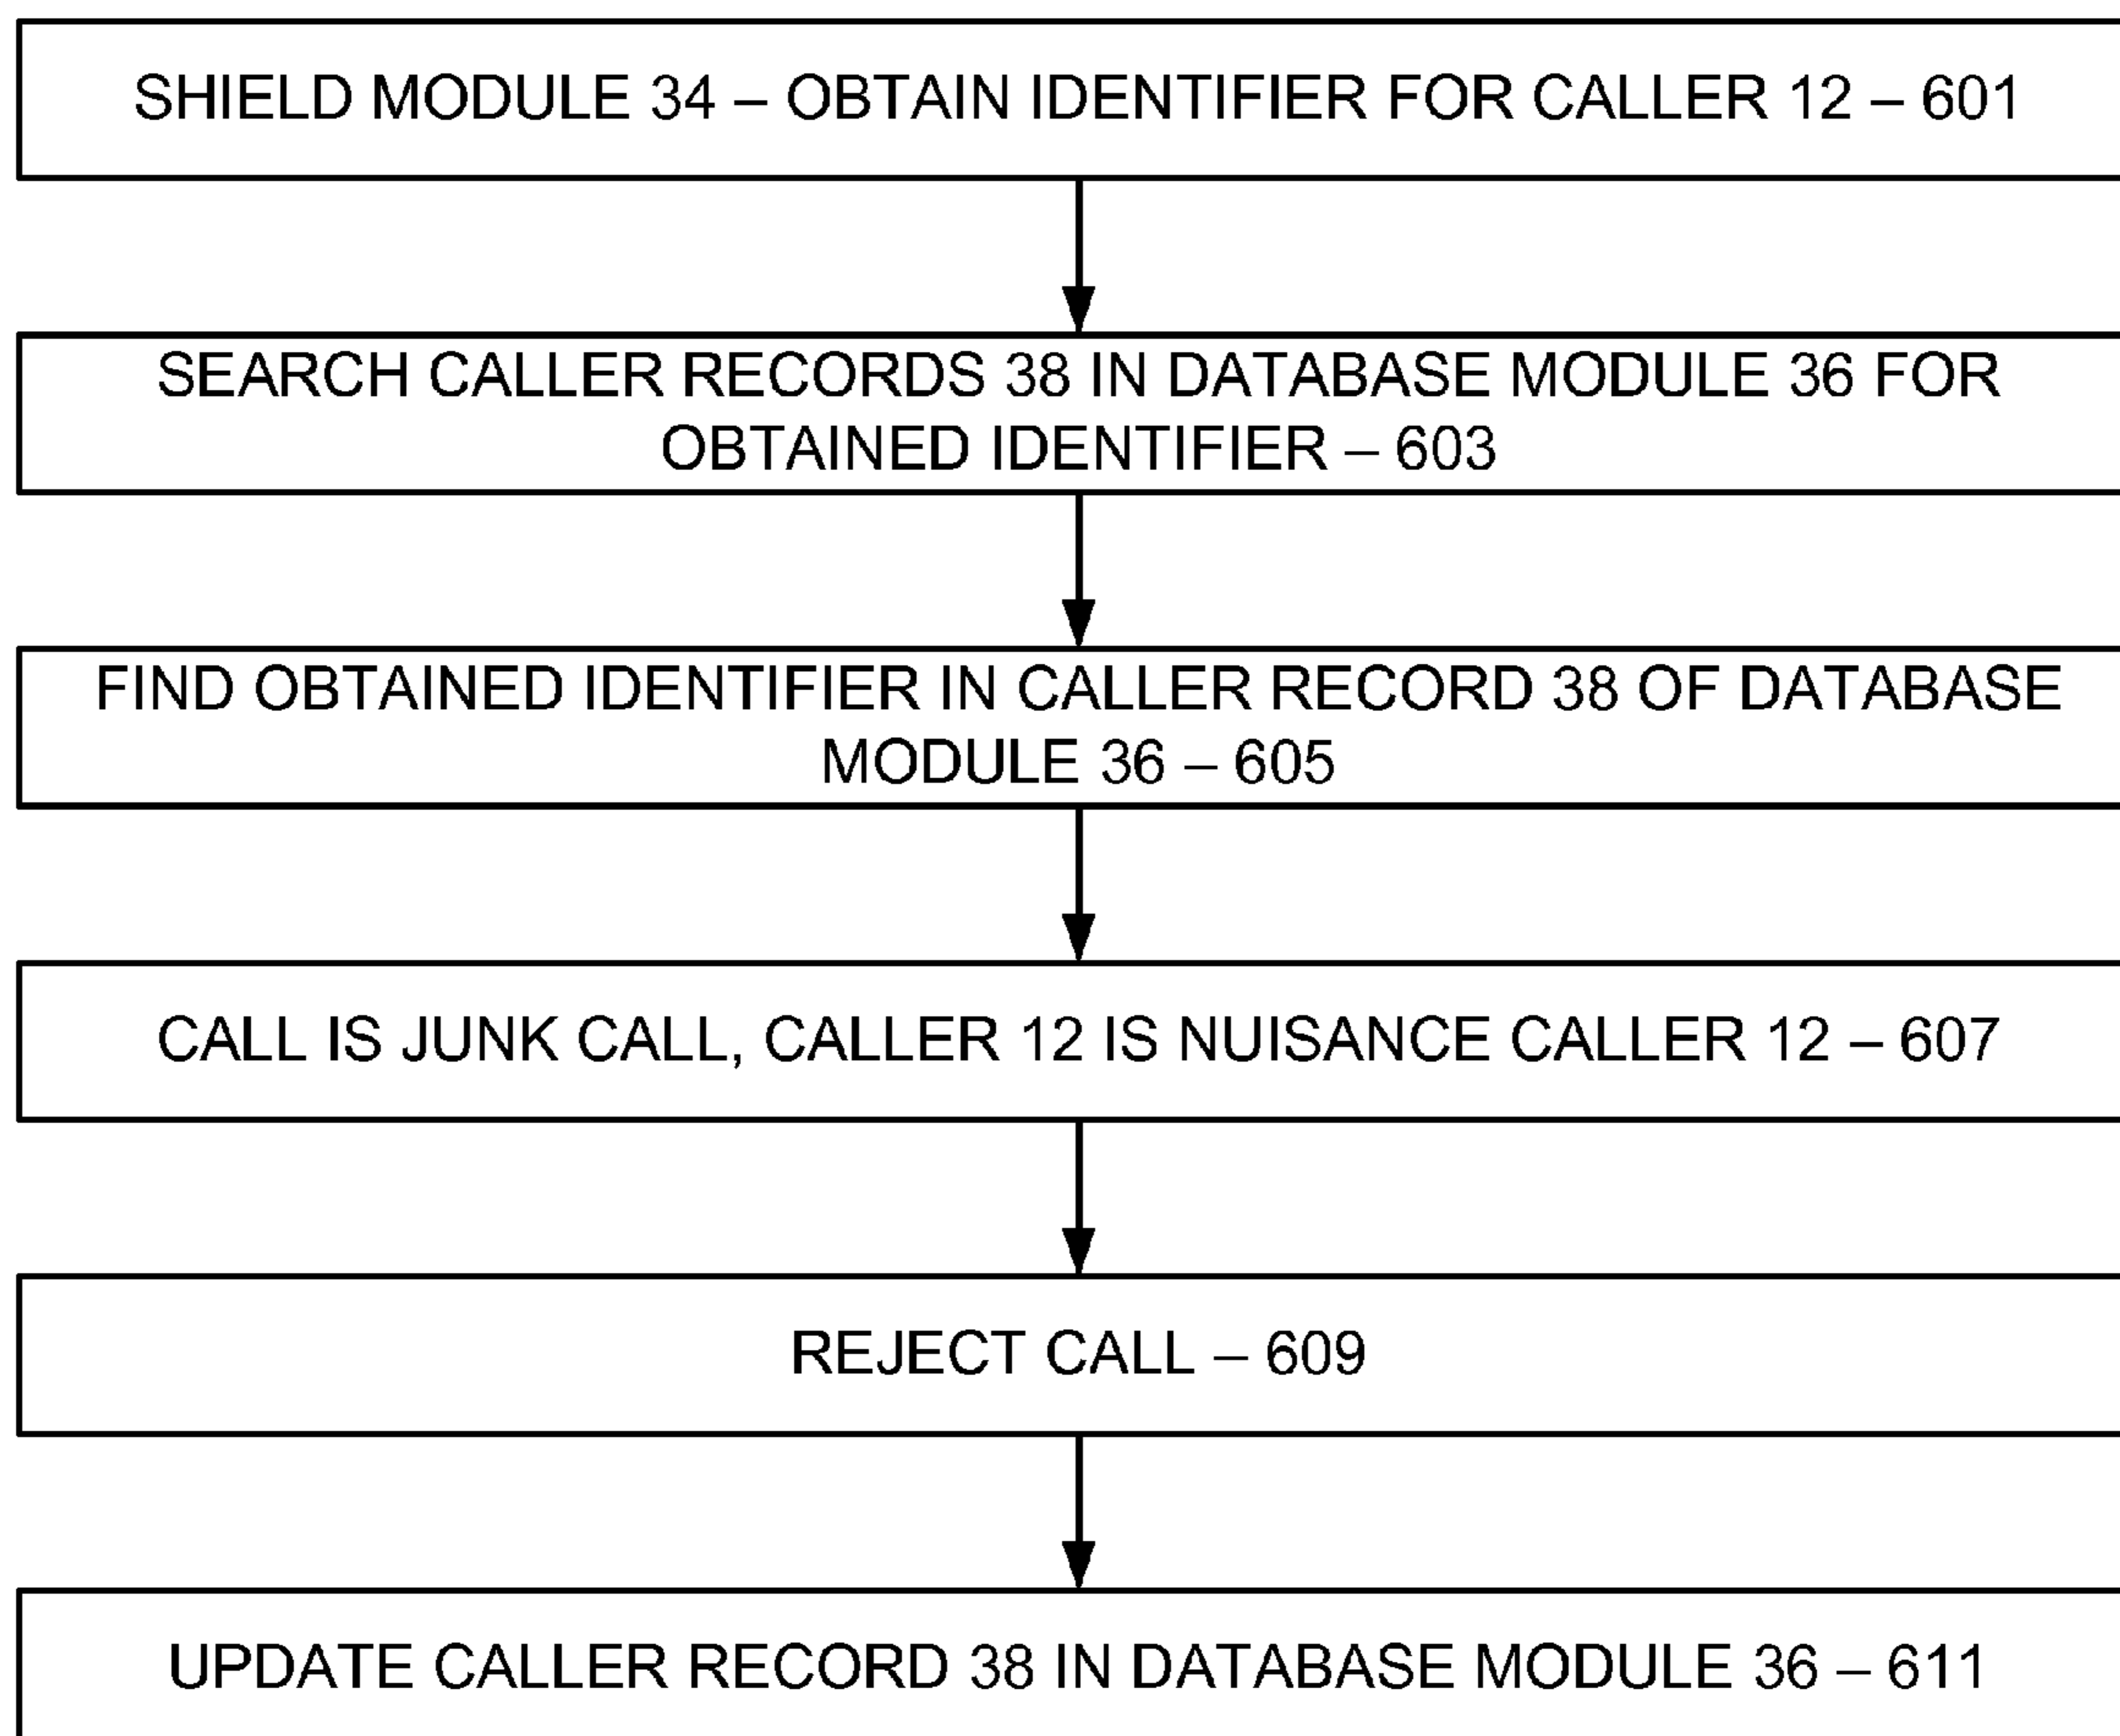 SHIELD MODULE 34 – OBTAIN IDENTIFIER FOR CALLER 12 – 601
SEARCH CALLER RECORDS 38 IN DATABASE MODULE 36 FOR
OBTAINED IDENTIFIER – 603
FIND OBTAINED IDENTIFIER IN CALLER RECORD 38 OF DATABASE
MODULE 36 – 605
CALL IS JUNK CALL, CALLER 12 IS NUISANCE CALLER 12 – 607
REJECT CALL – 609
UPDATE CALLER RECORD 38 IN DATABASE MODULE 36 – 611